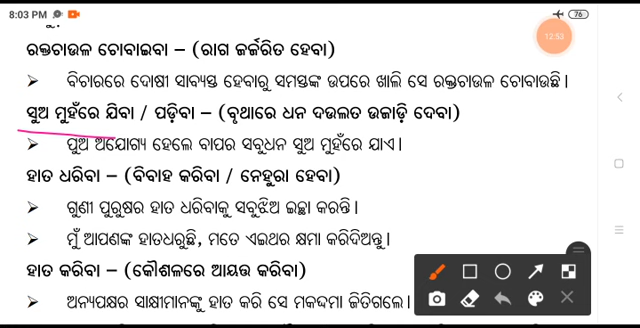 8:03 PM
76
12:53
ରକ୍ତଚାଉଳ ଚୋବାଇବା – (ରାଗ ଜର୍ଜରିତ ହେବା)
➤ ବିଚାରରେ ଦୋଷୀ ସାବ୍ୟସ୍ତ ହେବାରୁ ସମସ୍ତଙ୍କ ଉପରେ ଖାଲି ସେ ରକ୍ତଚାଉଳ ଚୋବାଉଛି ।
ସୁଅ ମୁହଁରେ ଯିବା / ପଡ଼ିବା – (ବୃଥାରେ ଧନ ଦଉଲତ ଉଜାଡ଼ି ଦେବା)
➤ ପୁଅ ଅଯୋଗ୍ୟ ହେଲେ ବାପର ସବୁଧନ ସୁଅ ମୁହଁରେ ଯାଏ ।
ହାତ ଧରିବା – (ବିବାହ କରିବା / ନେହୁରା ହେବା)
➤ ଗୁଣୀ ପୁରୁଷର ହାତ ଧରିବାକୁ ସବୁଝିଅ ଇଚ୍ଛା କରନ୍ତି ।
➤ ମୁଁ ଆପଣଙ୍କ ହାତଧରୁଛି, ମତେ ଏଇଥର କ୍ଷମା କରିଦିଅନ୍ତୁ ।
ହାତ କରିବା – (କୌଶଳରେ ଆୟତ୍ତ କରିବା)
➤ ଅନ୍ୟପକ୍ଷର ସାକ୍ଷୀମାନଙ୍କୁ ହାତ କରି ସେ ମକଦ୍ଦମା ଜିତିଗଲେ ।